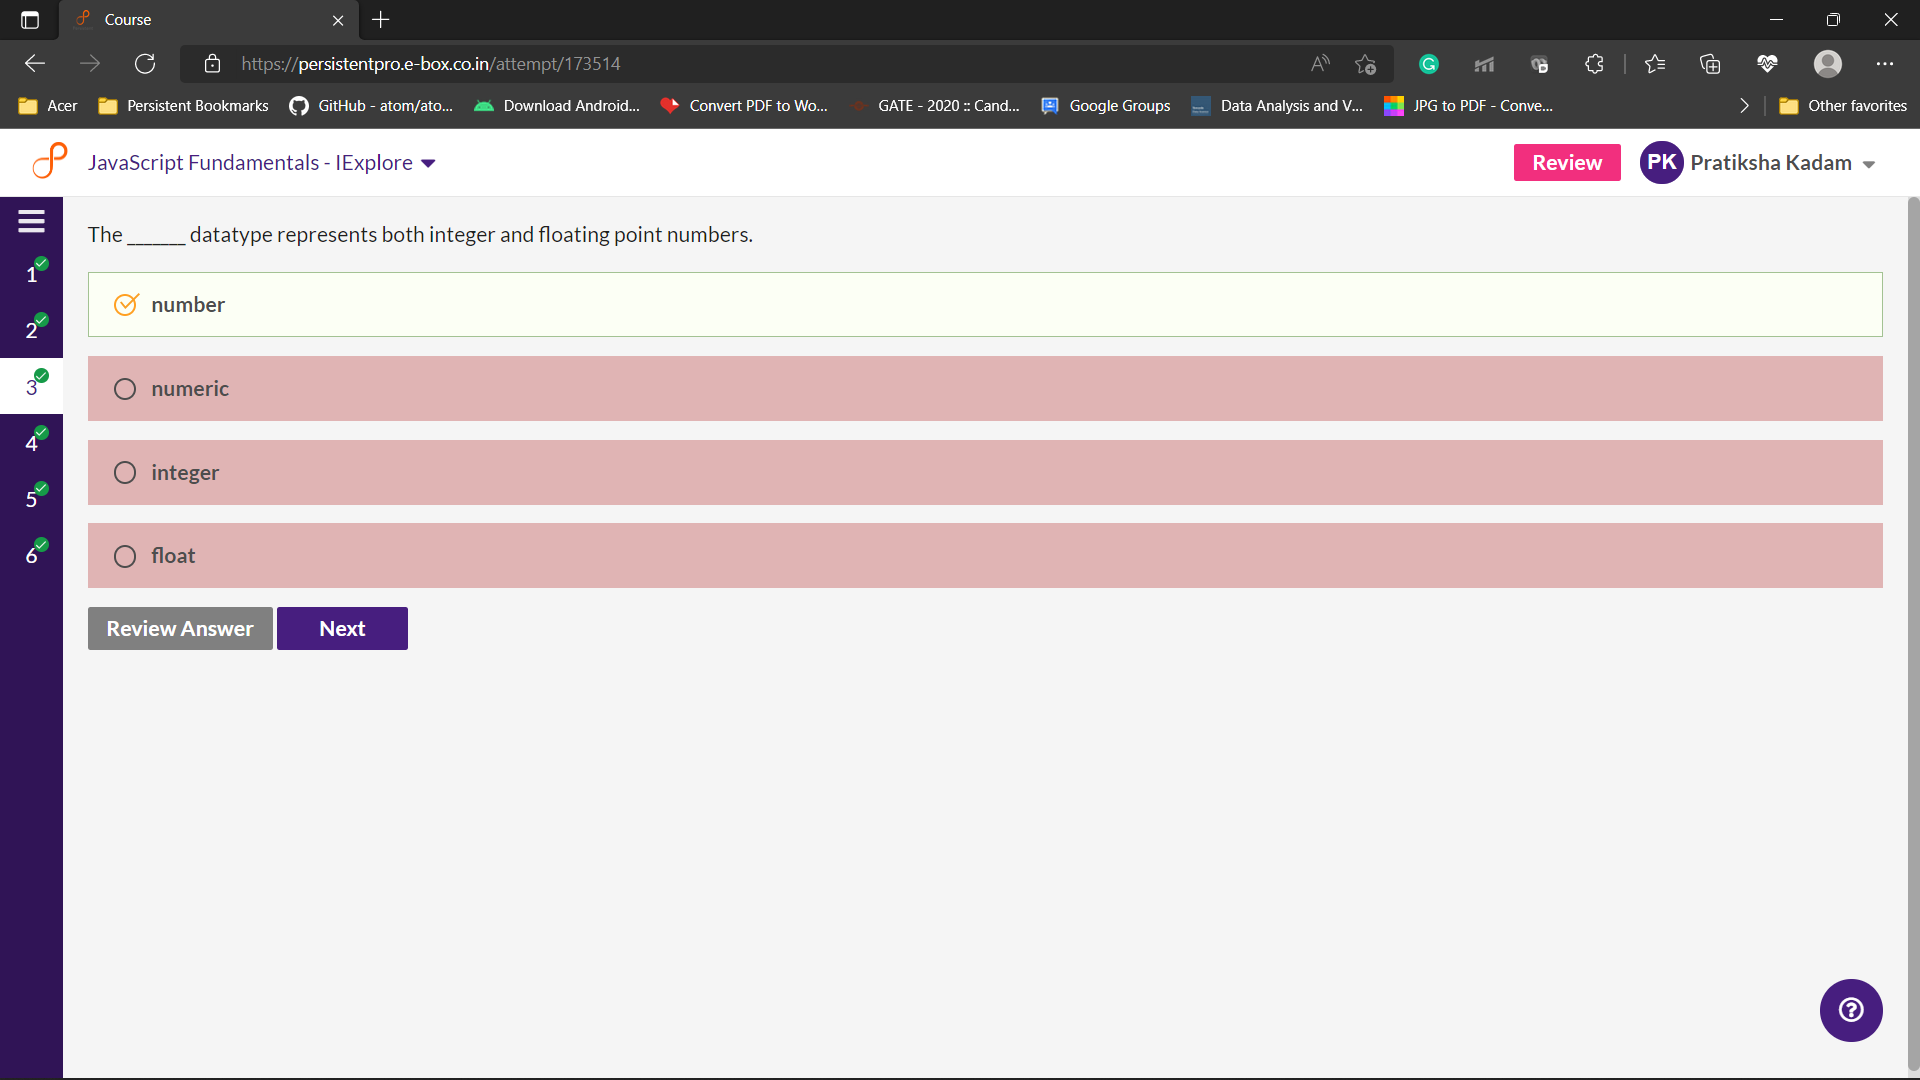 Course
https://persistentpro.e-box.co.in/attempt/173514
Acer
Persistent Bookmarks
GitHub - atom/ato...
Download Android...
Convert PDF to Wo...
GATE - 2020 :: Cand...
Google Groups
Data Analysis and V...
JPG to PDF - Conve...
Other favorites
JavaScript Fundamentals - IExplore
Review
PK
Pratiksha Kadam
The _______ datatype represents both integer and floating point numbers.
1
2
3
4
5
6
number
numeric
integer
float
Review Answer
Next